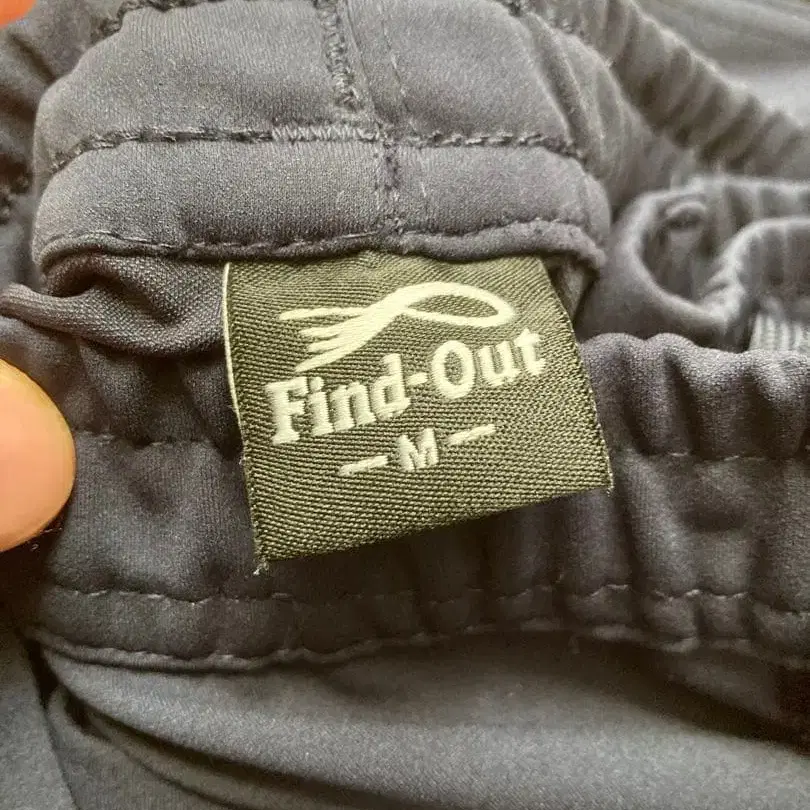 Find-Out
— M —